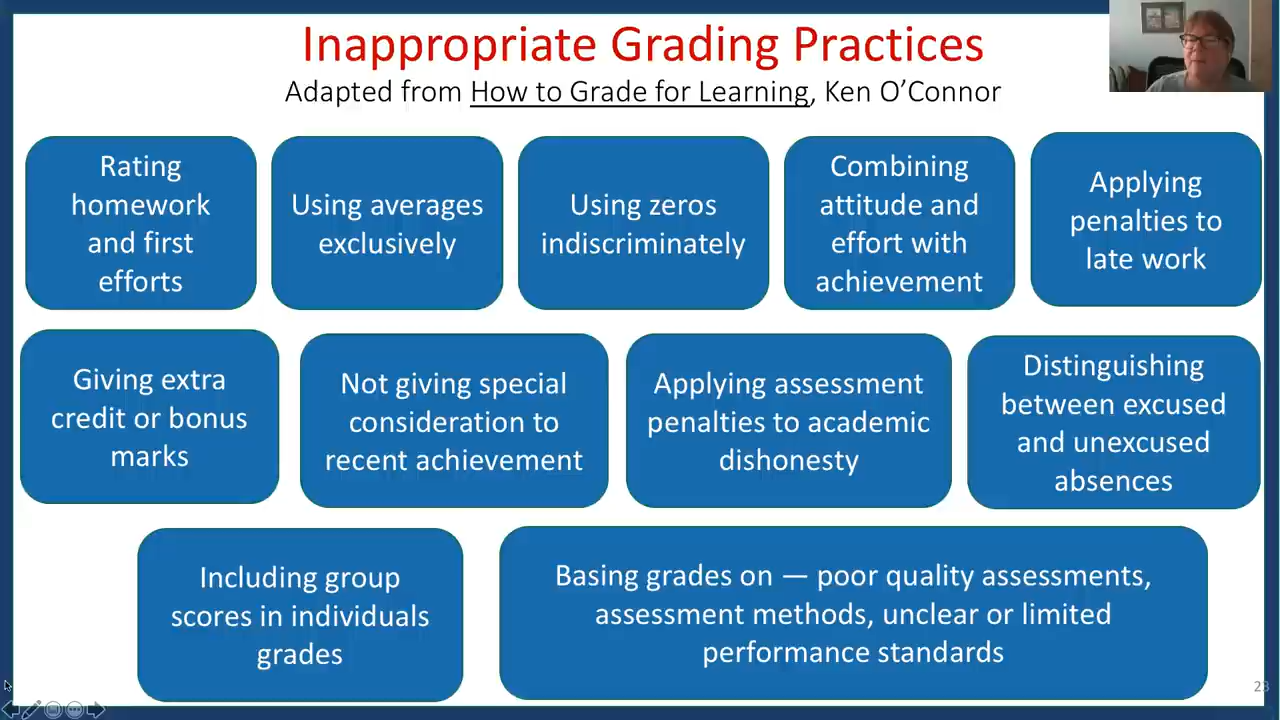 Inappropriate Grading Practices
Adapted from How to Grade for Learning, Ken O’Connor
Rating
homework
and first
efforts
Using averages
exclusively
Using zeros
indiscriminately
Combining
attitude and
effort with
achievement
Applying
penalties to
late work
Giving extra
credit or bonus
marks
Not giving special
consideration to
recent achievement
Applying assessment
penalties to academic
dishonesty
Distinguishing
between excused
and unexcused
absences
Including group
scores in individuals
grades
Basing grades on — poor quality assessments,
assessment methods, unclear or limited
performance standards
23